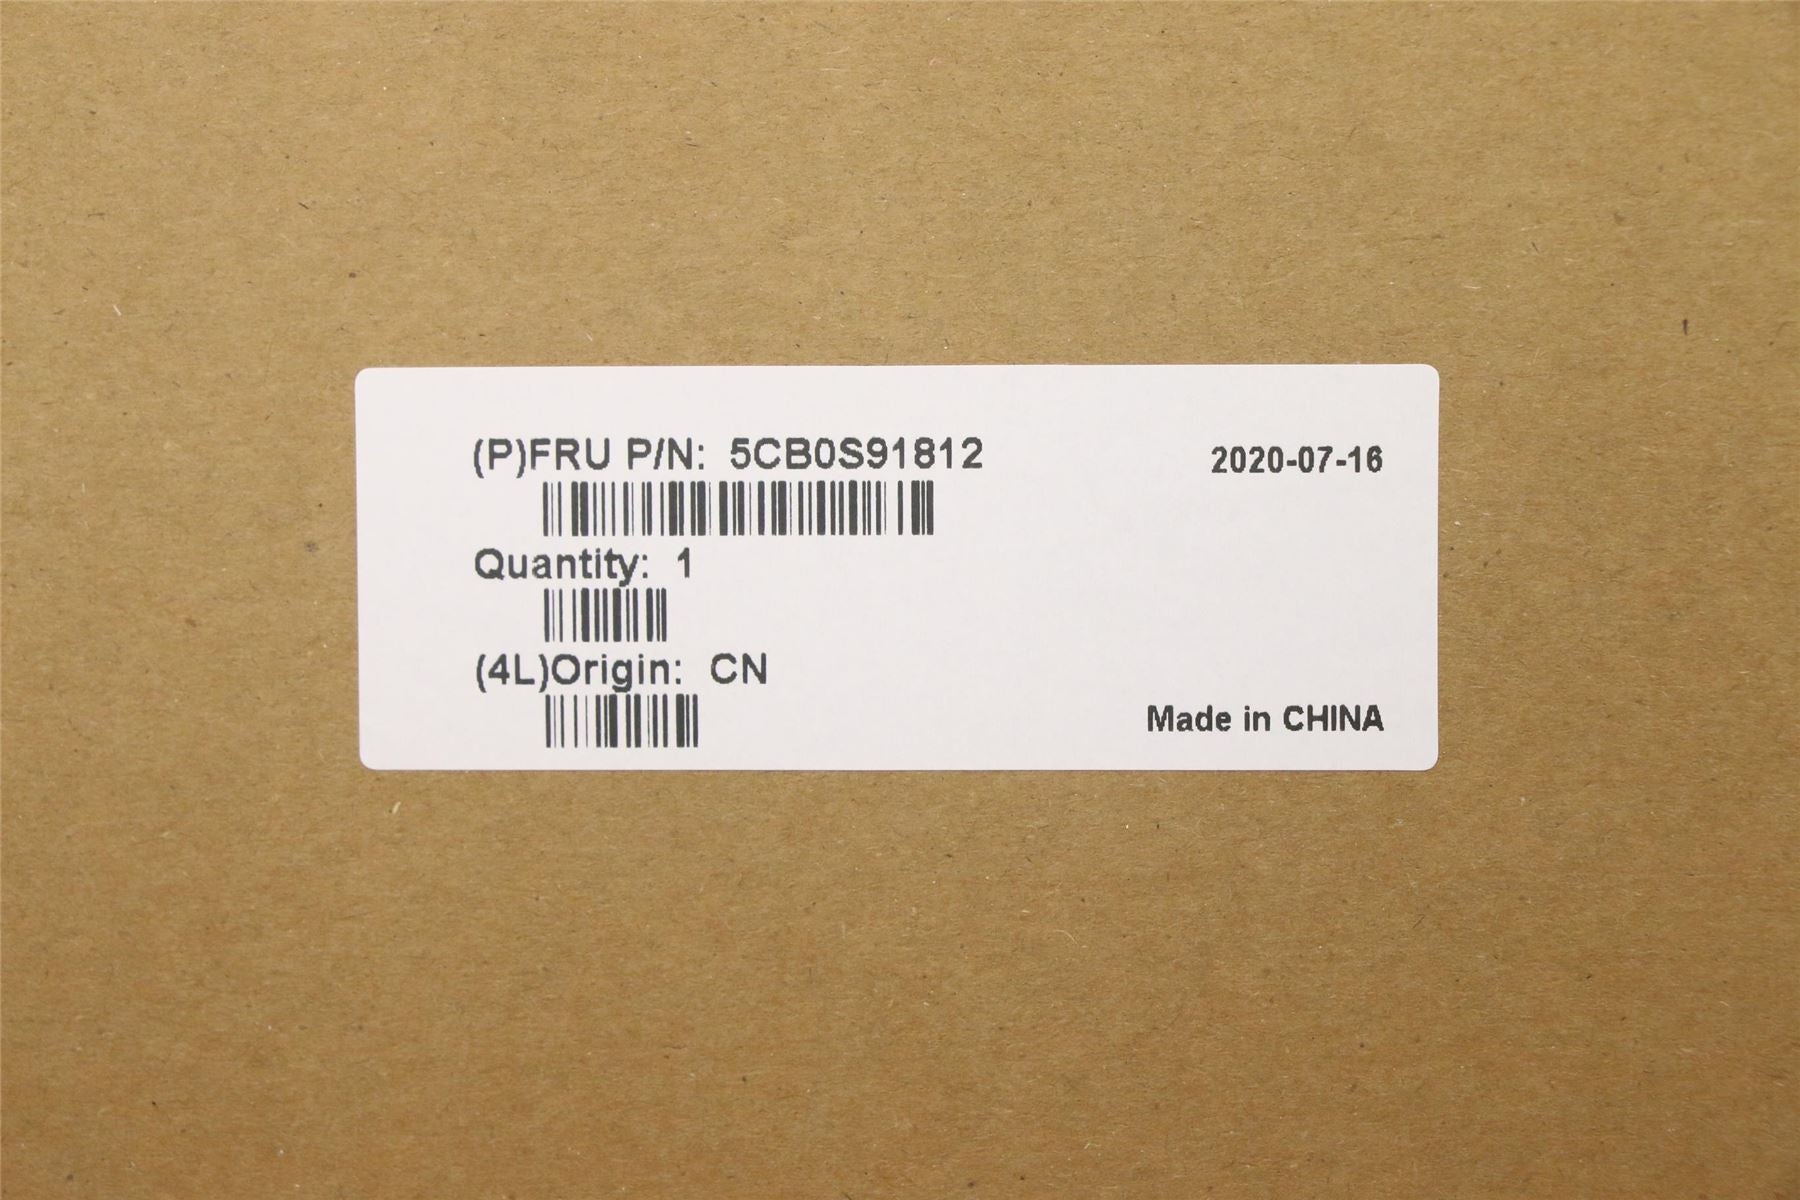 (P)FRU P/N: 5CB0S91812
2020-07-16
Quantity: 1
(4L)Origin: CN
Made in CHINA